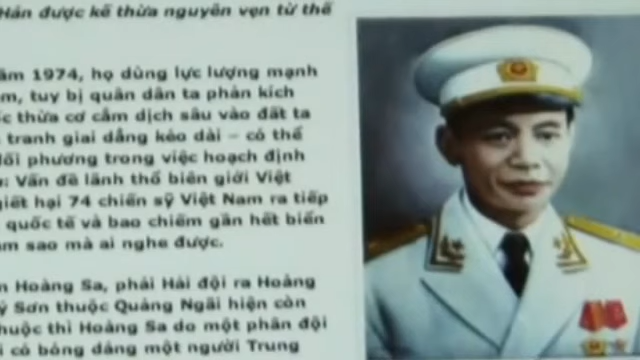 Hán được kế thừa nguyên vẹn từ thế
năm 1974, họ dùng lực lượng mạnh
tuy bị quân dân ta phản kích
thừa cơ cắm dịch sâu vào đất ta
tranh giai dẳng kéo dài – có thể
đối phương trong việc hoạch định
Vấn đề lãnh thổ biên giới Việt
giết hại 74 chiến sỹ Việt Nam ra tiếp
quốc tế và bao chiếm gần hết biển
sao mà ai nghe được.
Hoàng Sa, phái Hải đội ra Hoàng
Sơn thuộc Quảng Ngãi hiện còn
thuộc thì Hoàng Sa do một phân đội
có bóng dáng một người Trung